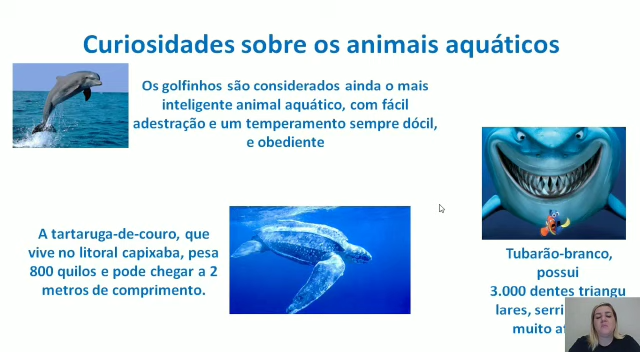 Curiosidades sobre os animais aquáticos
Os golfinhos são considerados ainda o mais
inteligente animal aquático, com fácil
adestração e um temperamento sempre dócil,
e obediente
A tartaruga-de-couro, que
vive no litoral capixaba, pesa
800 quilos e pode chegar a 2
metros de comprimento.
Tubarão-branco,
possui
3.000 dentes triangu
lares,
muito